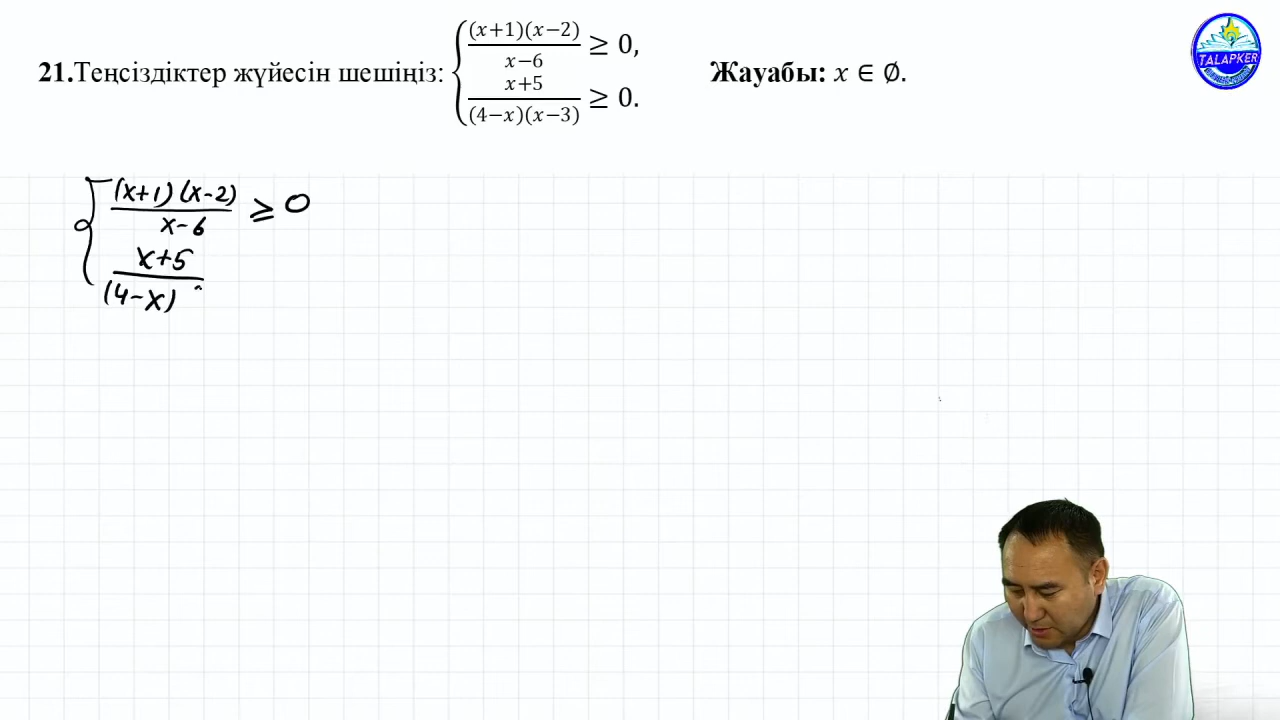 21.Теңсіздіктер жүйесін шешіңіз: { (x+1)(x−2)/(x−6) ≥ 0, (x+5)/((4−x)(x−3)) ≥ 0. Жауабы: x ∈ ∅.
TALAPKER
(x+1)(x-2)/(x-6) ≥ 0
(x+5)/((4-x)